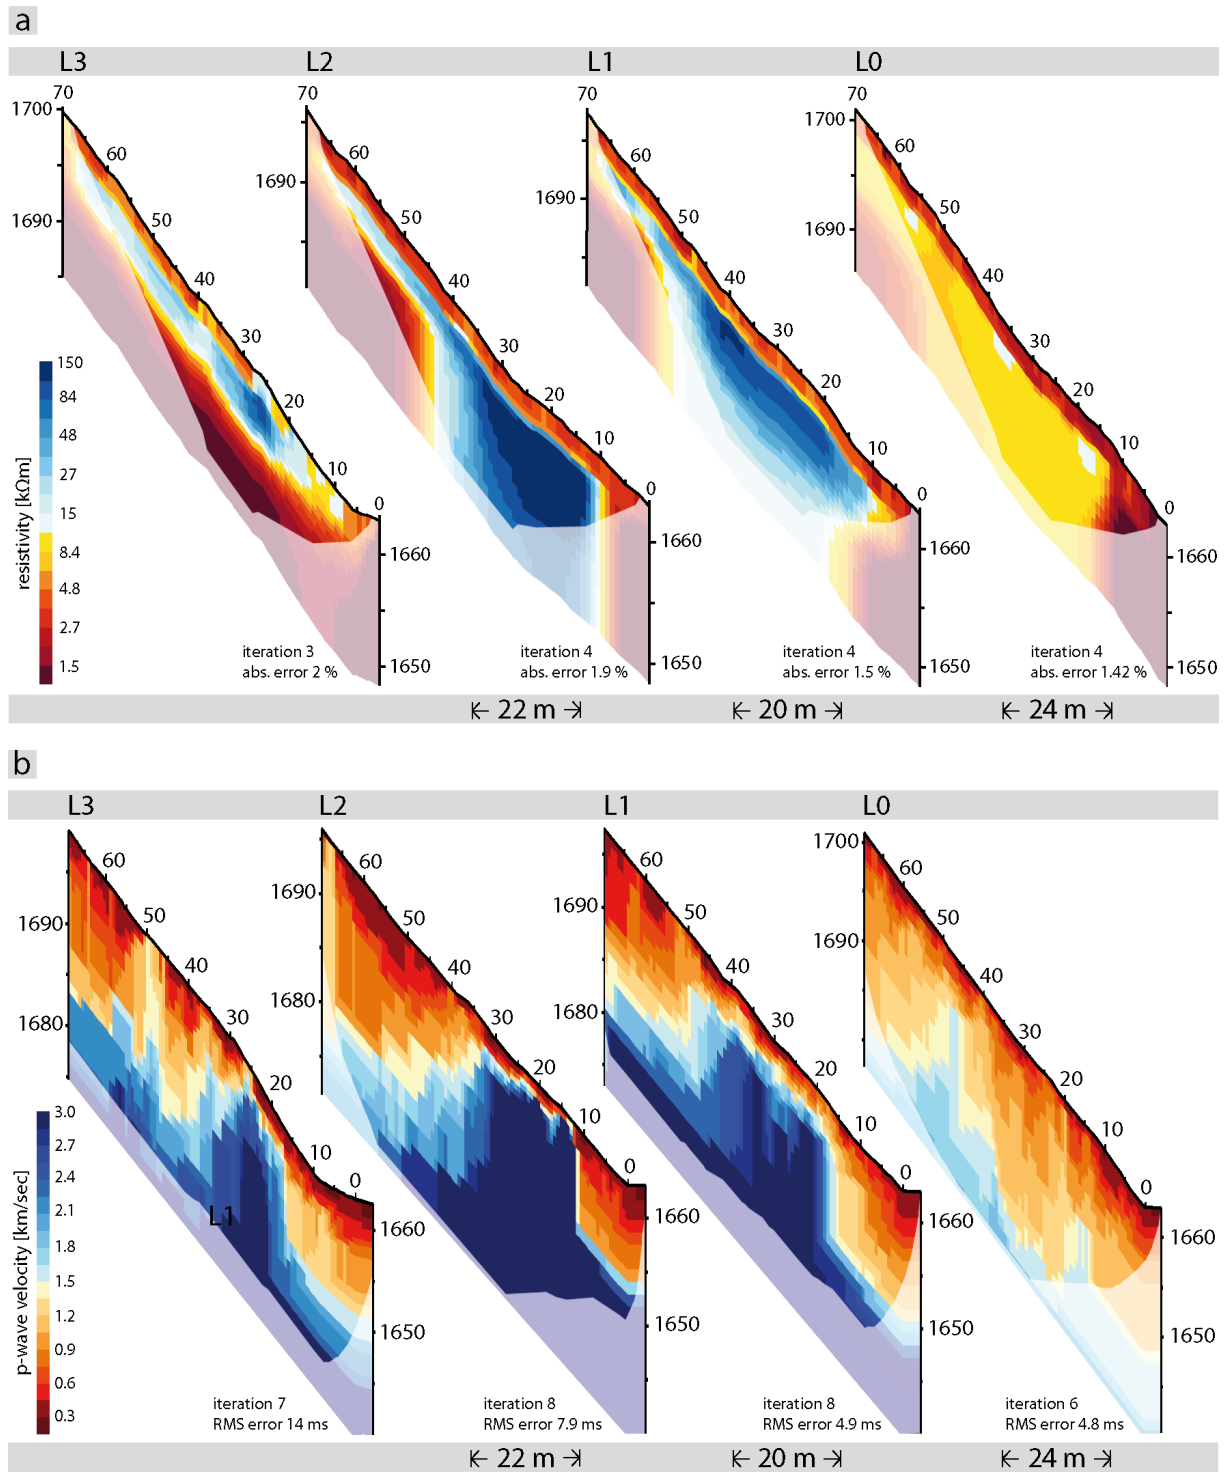 a
L3 L2 L1 L0
70 70 70 70
1700 1700
60 60 60 60
1690 1690
50 50 50 50
1690 1690
40 40 40 40
30 30 30 30
20 20 20 20
10 10 10 10
0 0 0 0
1660 1660 1660 1660
1650 1650 1650 1650
resistivity [kΩm]
150
84
48
27
15
8.4
4.8
2.7
1.5
iteration 3
abs. error 2 %
iteration 4
abs. error 1.9 %
iteration 4
abs. error 1.5 %
iteration 4
abs. error 1.42 %
22 m 20 m 24 m
b
L3 L2 L1 L0
1700
60 60 60 60
1690 1690 1690 1690
50 50 50 50
40 40 40 40
1680 1680 1680
30 30 30 30
20 20 20 20
10 10 10 10
0 0 0 0
L1
1660 1660 1660 1660
1650 1650 1650 1650
p-wave velocity [km/sec]
3.0
2.7
2.4
2.1
1.8
1.5
1.2
0.9
0.6
0.3
iteration 7
RMS error 14 ms
iteration 8
RMS error 7.9 ms
iteration 8
RMS error 4.9 ms
iteration 6
RMS error 4.8 ms
22 m 20 m 24 m